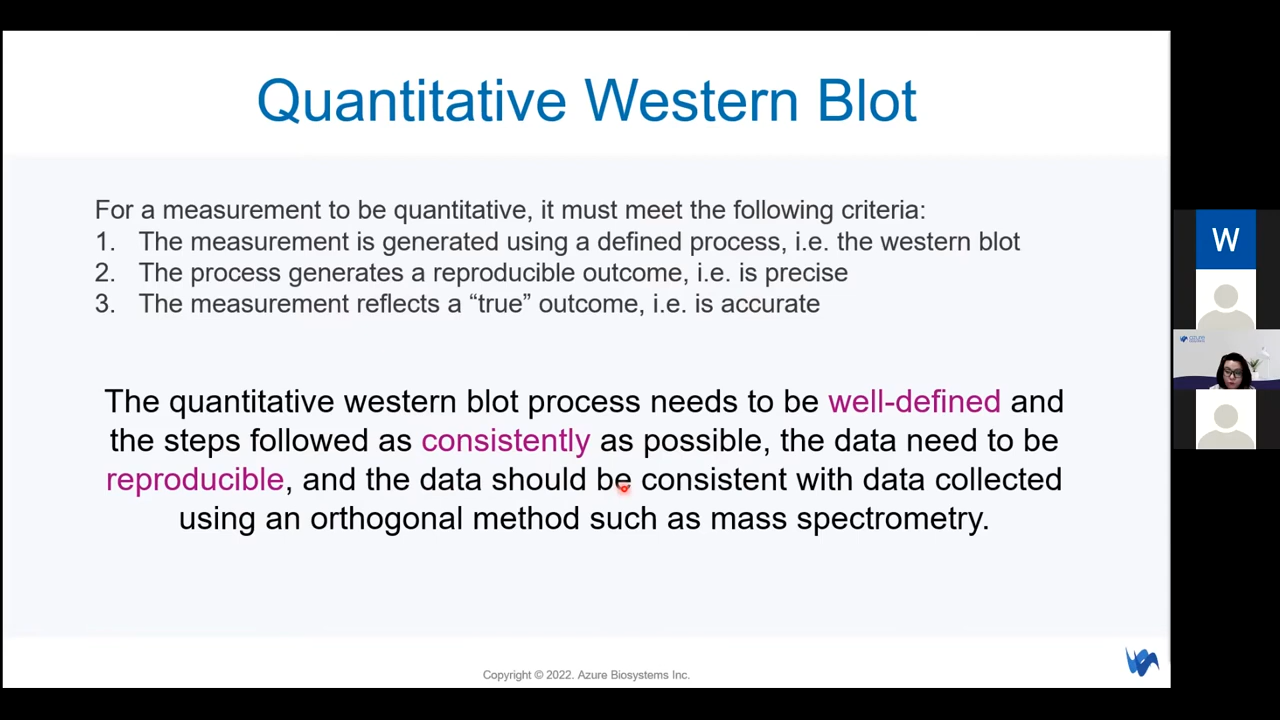 Quantitative Western Blot
For a measurement to be quantitative, it must meet the following criteria:
1. The measurement is generated using a defined process, i.e. the western blot
2. The process generates a reproducible outcome, i.e. is precise
3. The measurement reflects a “true” outcome, i.e. is accurate
The quantitative western blot process needs to be well-defined and
the steps followed as consistently as possible, the data need to be
reproducible, and the data should be consistent with data collected
using an orthogonal method such as mass spectrometry.
Copyright © 2022. Azure Biosystems Inc.
W
azure